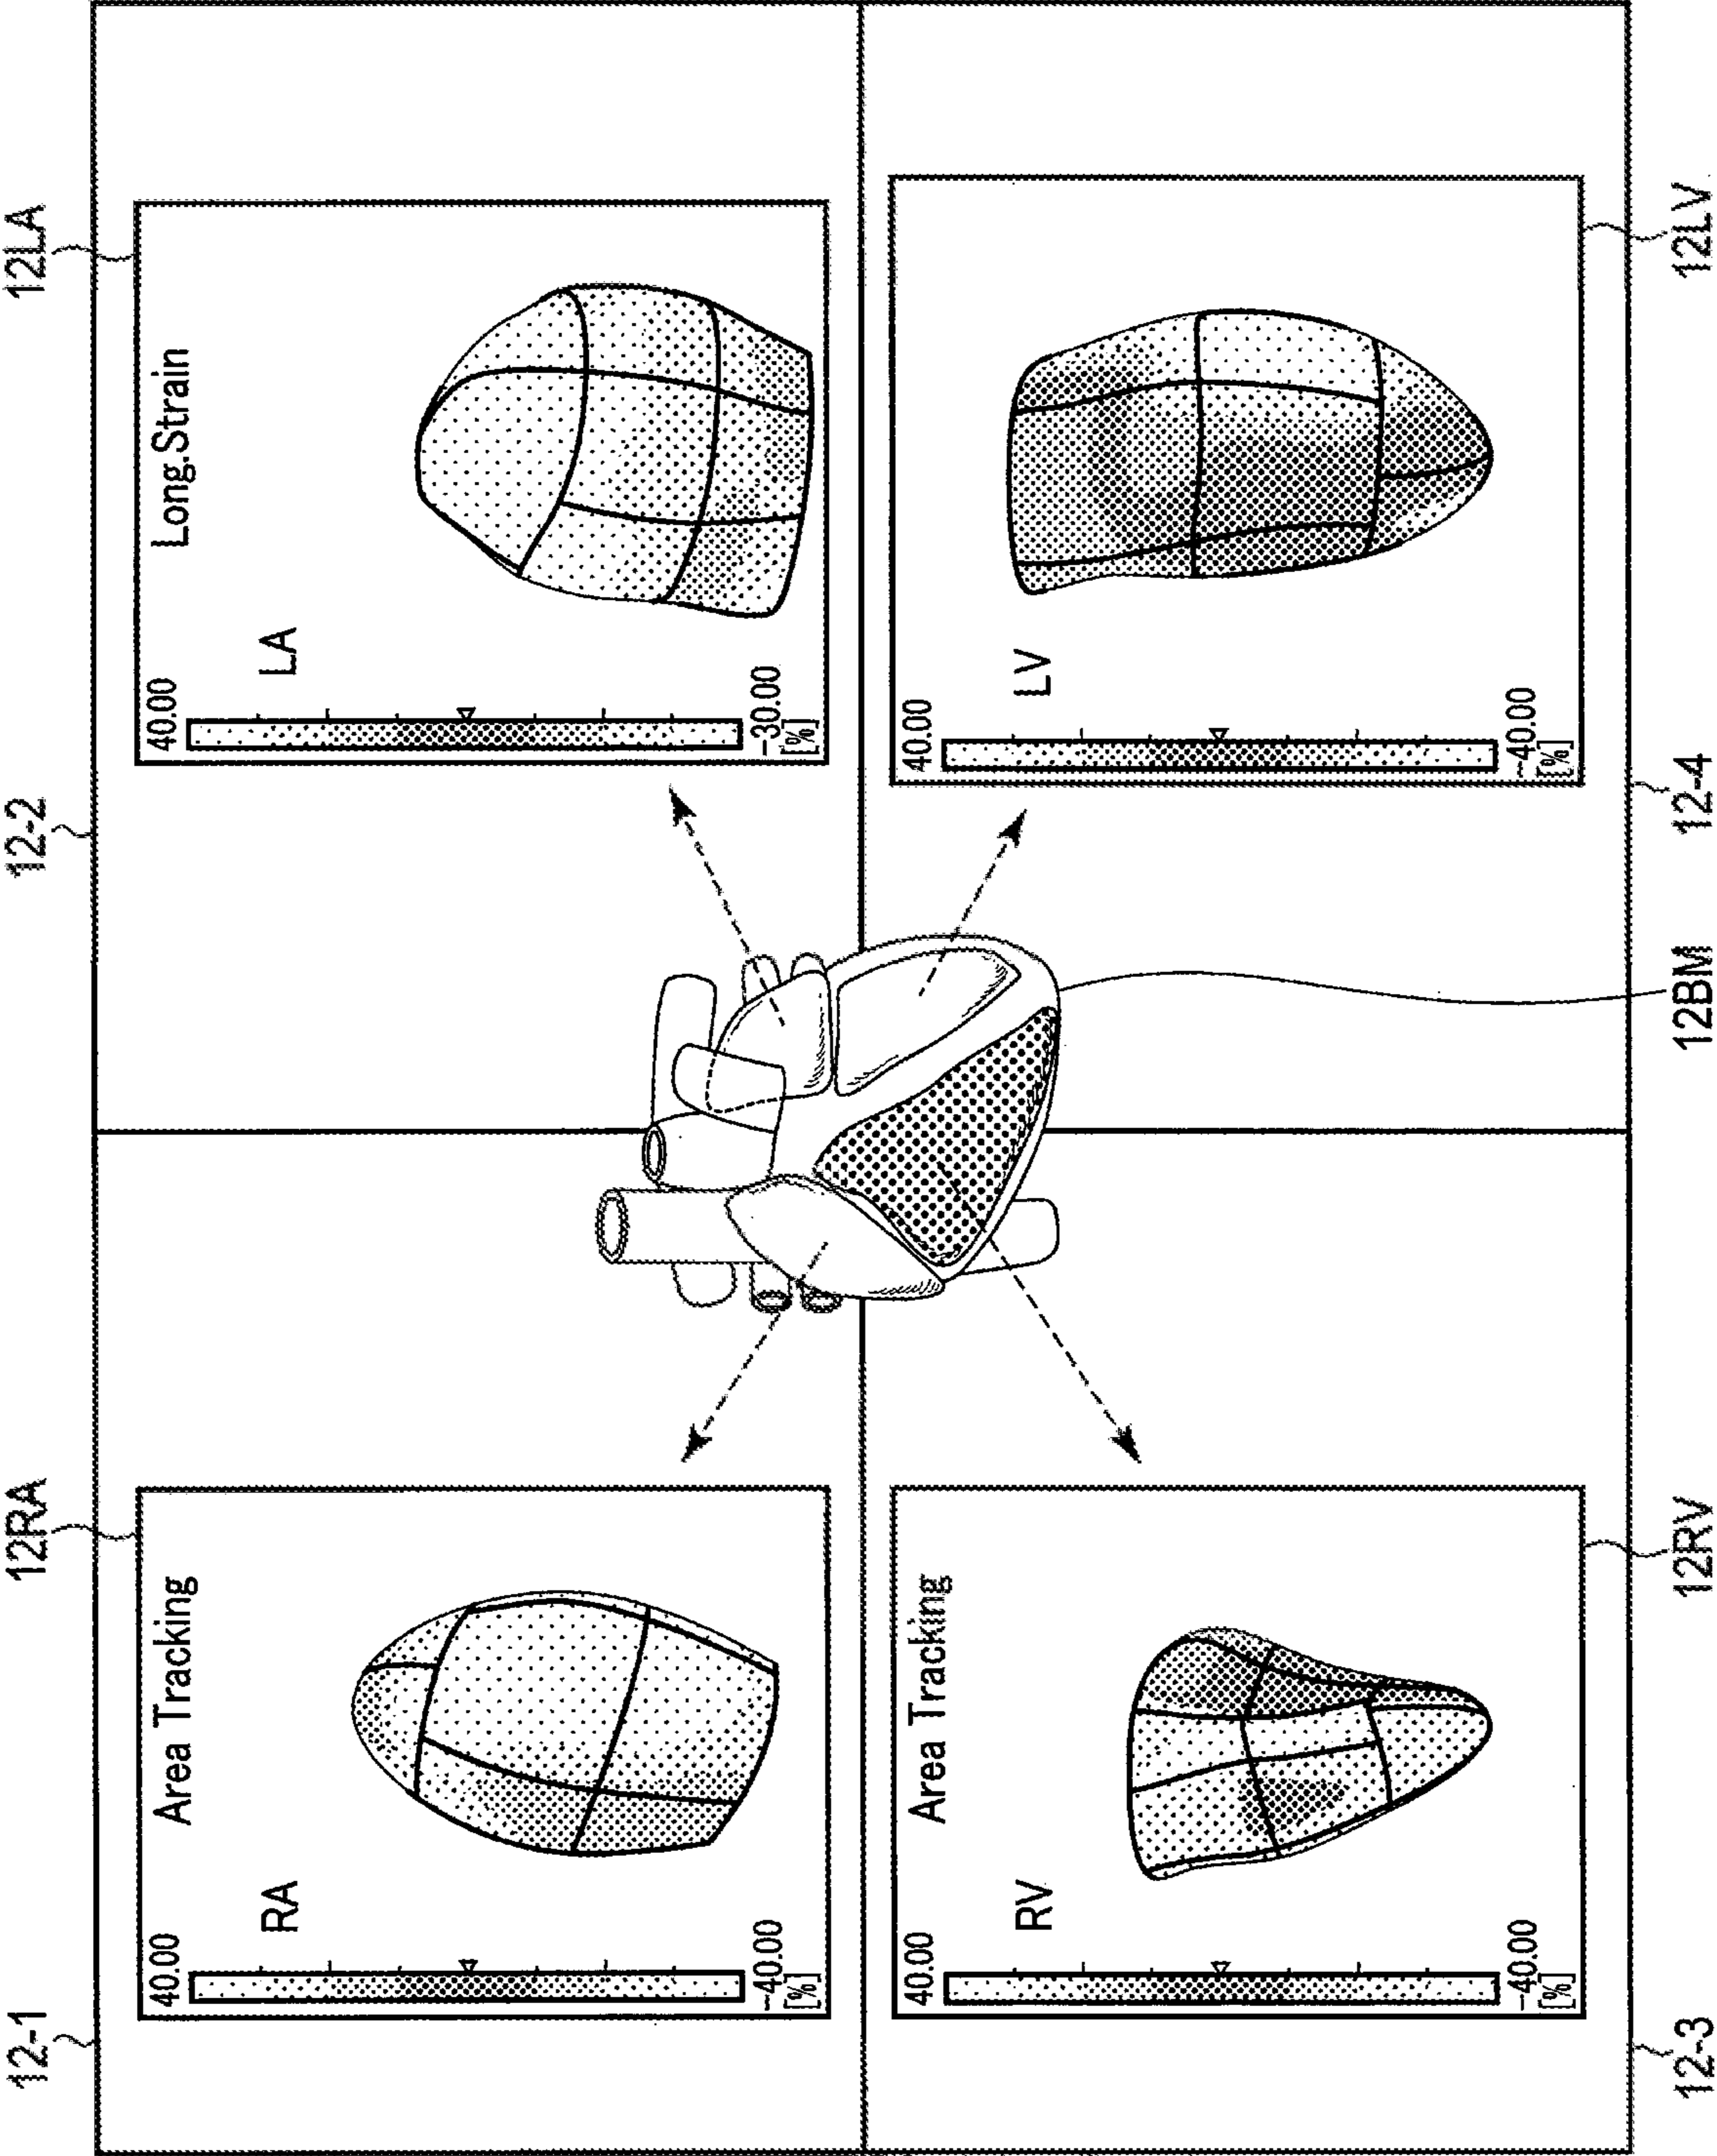 12-1
12RA
12-2
12LA
Area Tracking
RA
40.00
-40.00
[%]
Long.Strain
LA
40.00
-30.00
[%]
Area Tracking
RV
40.00
-40.00
[%]
LV
40.00
-40.00
[%]
12-3
12RV
12BM
12-4
12LV